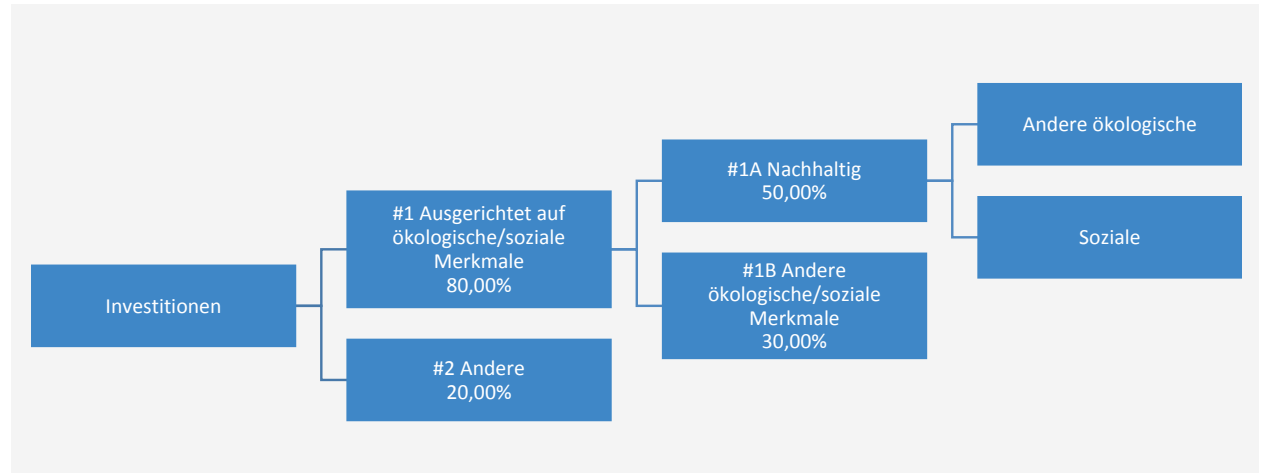 Investitionen
#1 Ausgerichtet auf
ökologische/soziale
Merkmale
80,00%
#2 Andere
20,00%
#1A Nachhaltig
50,00%
#1B Andere
ökologische/soziale
Merkmale
30,00%
Andere ökologische
Soziale